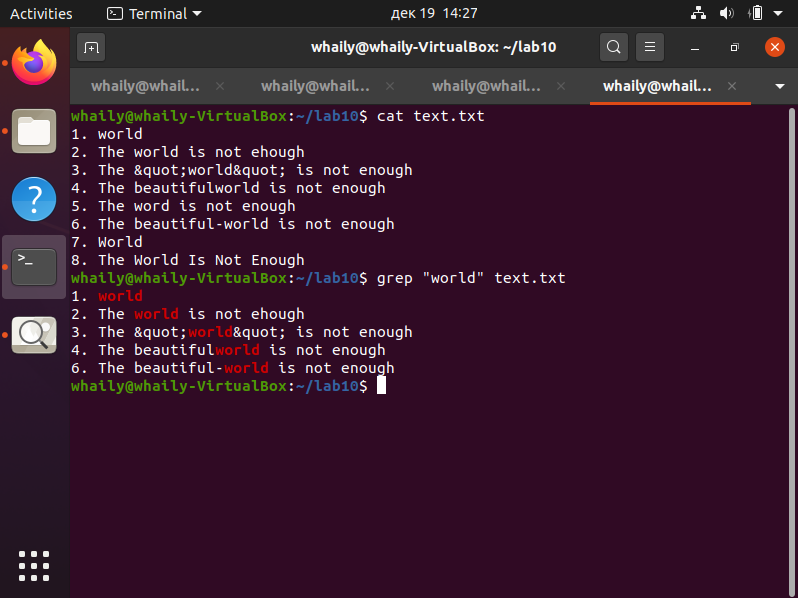 Activities Terminal дек 19 14:27
whaily@whaily-VirtualBox: ~/lab10
whaily@whail... whaily@whail... whaily@whail... whaily@whail...
whaily@whaily-VirtualBox:~/lab10$ cat text.txt
1. world
2. The world is not ehough
3. The &quot;world&quot; is not enough
4. The beautifulworld is not enough
5. The word is not enough
6. The beautiful-world is not enough
7. World
8. The World Is Not Enough
whaily@whaily-VirtualBox:~/lab10$ grep "world" text.txt
1. world
2. The world is not ehough
3. The &quot;world&quot; is not enough
4. The beautifulworld is not enough
6. The beautiful-world is not enough
whaily@whaily-VirtualBox:~/lab10$